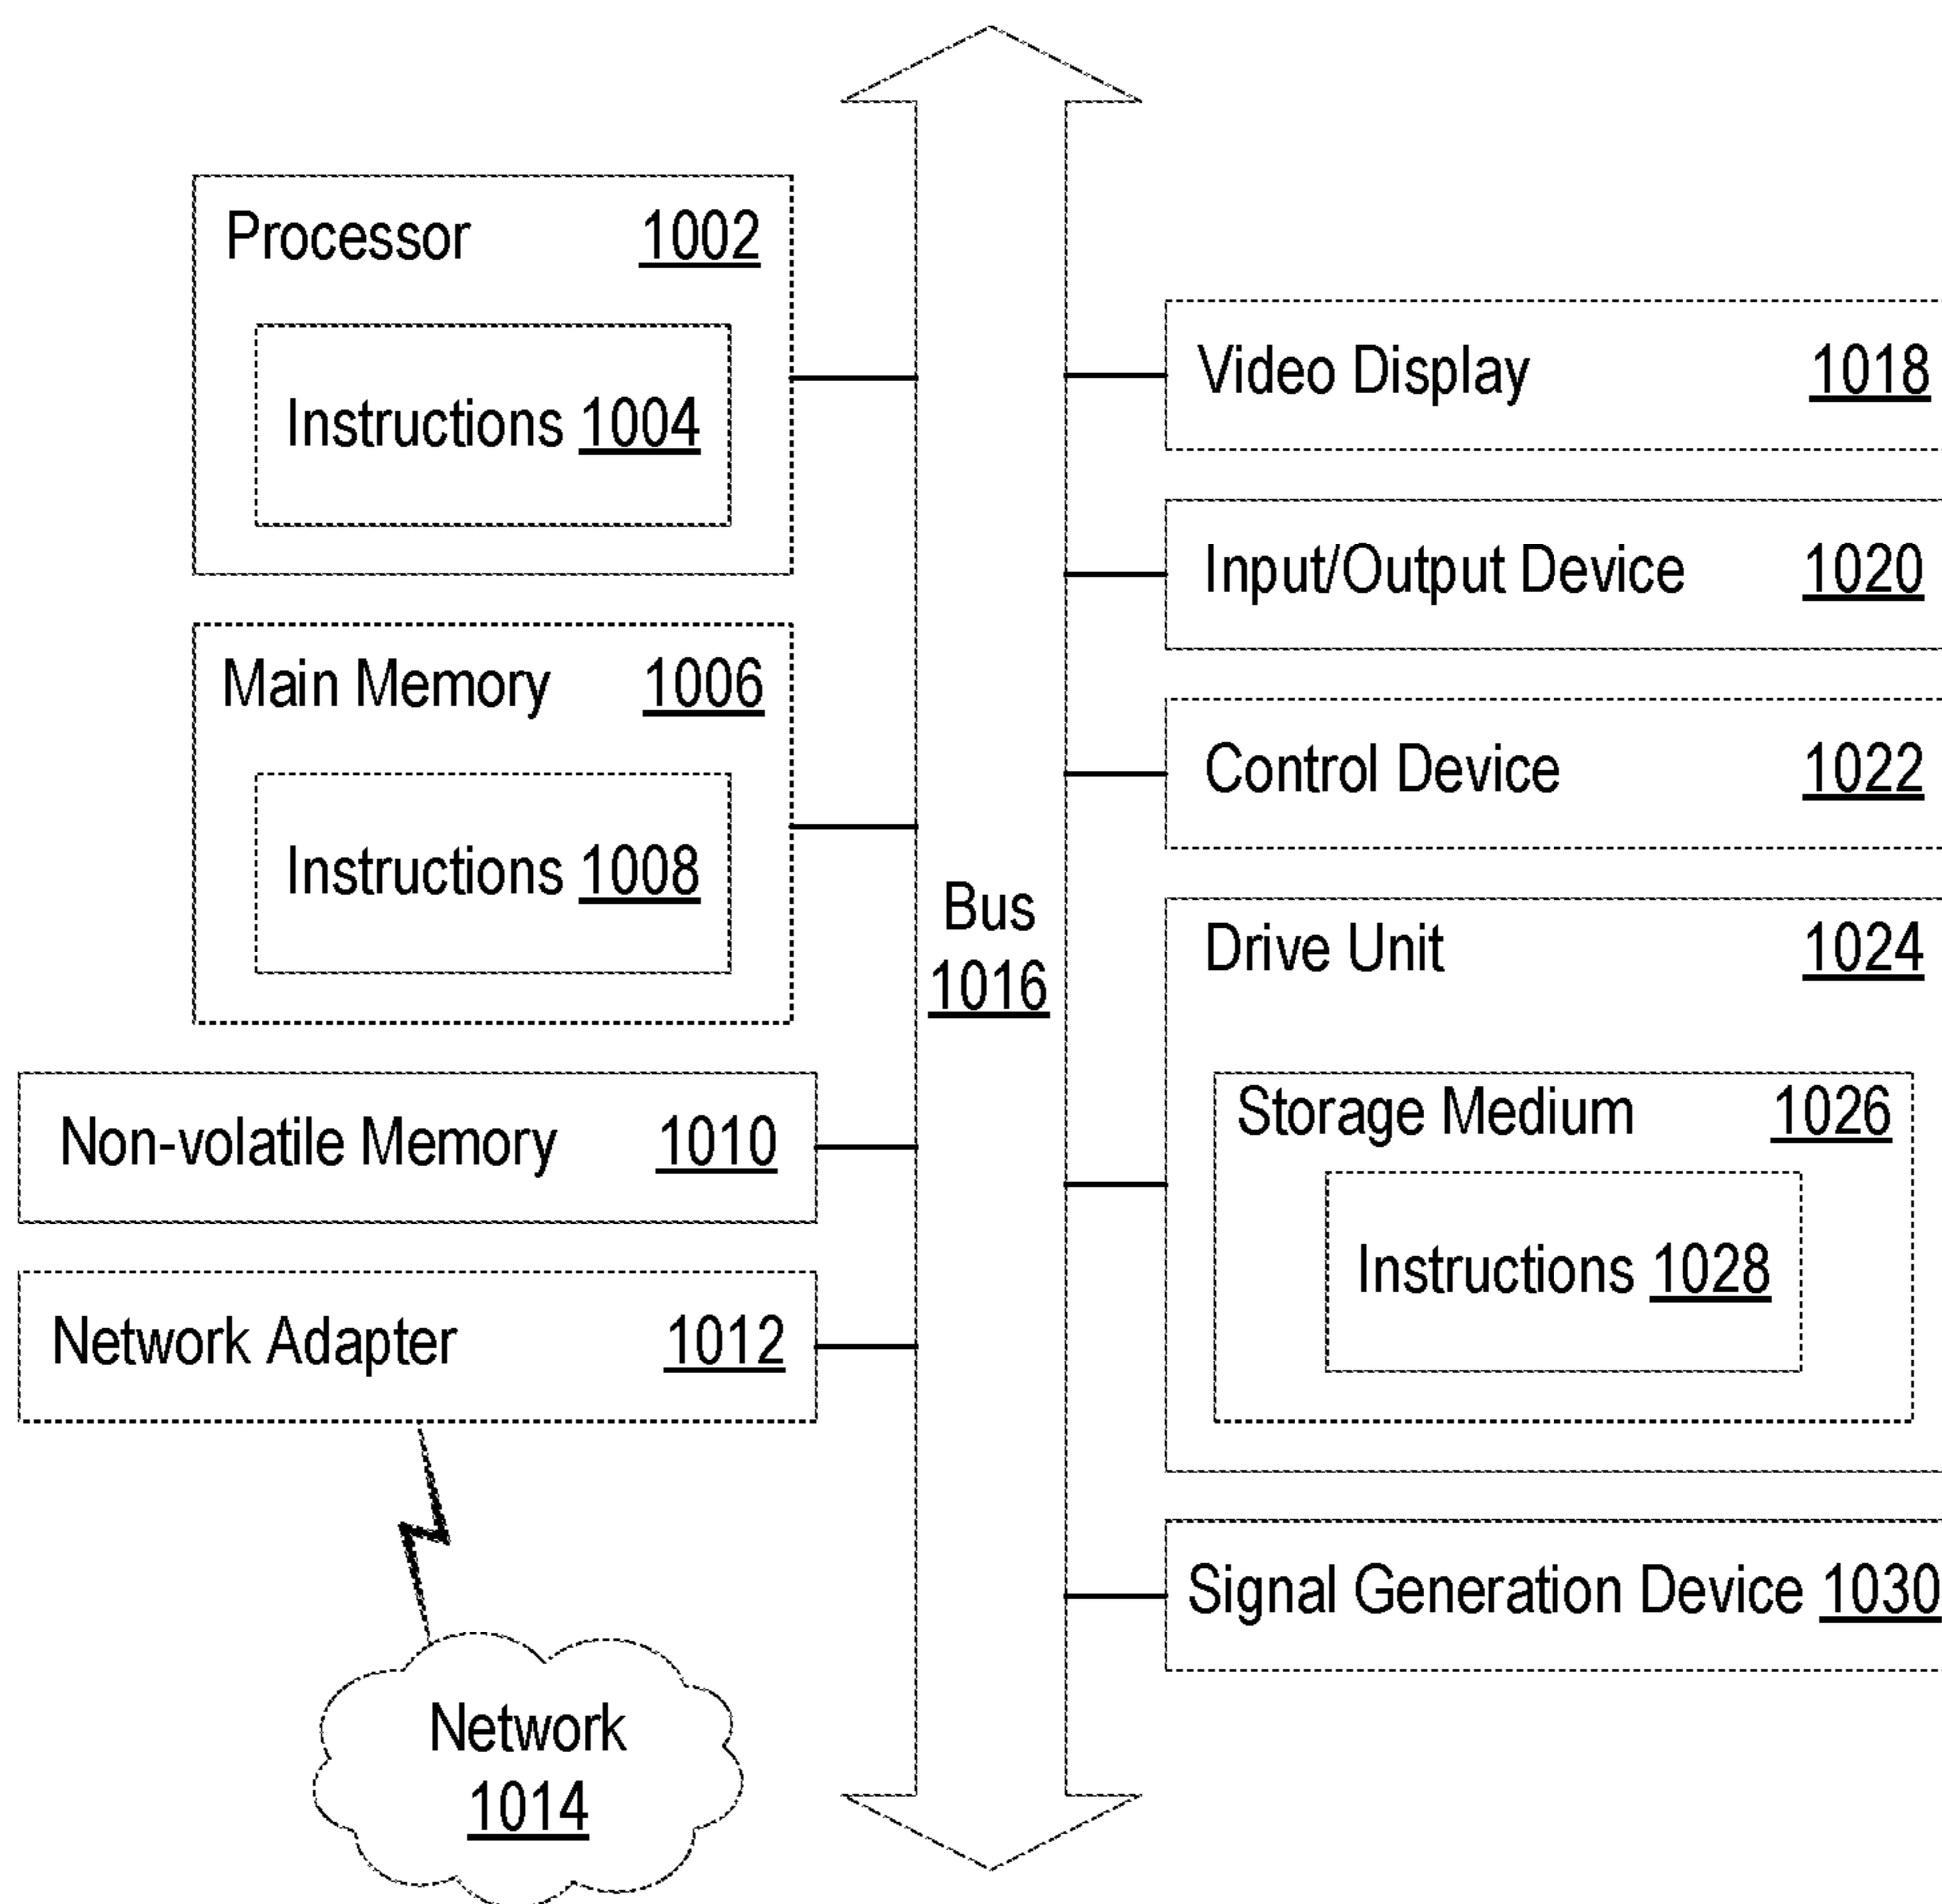 Processor 1002
Instructions 1004
Main Memory 1006
Instructions 1008
Non-volatile Memory 1010
Network Adapter 1012
Network
1014
Bus
1016
Video Display 1018
Input/Output Device 1020
Control Device 1022
Drive Unit 1024
Storage Medium 1026
Instructions 1028
Signal Generation Device 1030